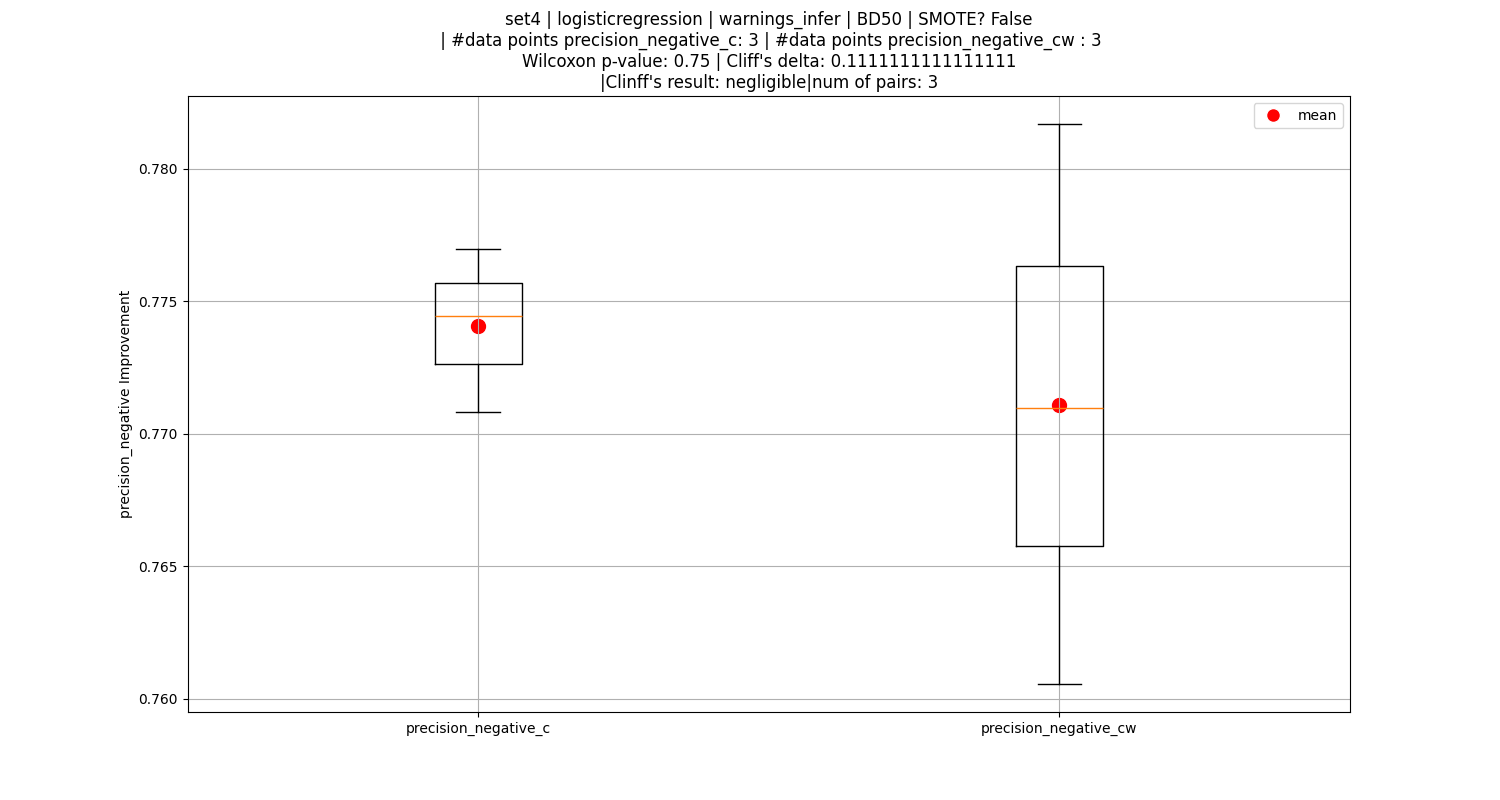 set4 | logisticregression | warnings_infer | BD50 | SMOTE? False
| #data points precision_negative_c: 3 | #data points precision_negative_cw : 3
Wilcoxon p-value: 0.75 | Cliff's delta: 0.1111111111111111
|Clinff's result: negligible|num of pairs: 3
mean
0.780
0.775
0.770
0.765
0.760
precision_negative Improvement
precision_negative_c
precision_negative_cw